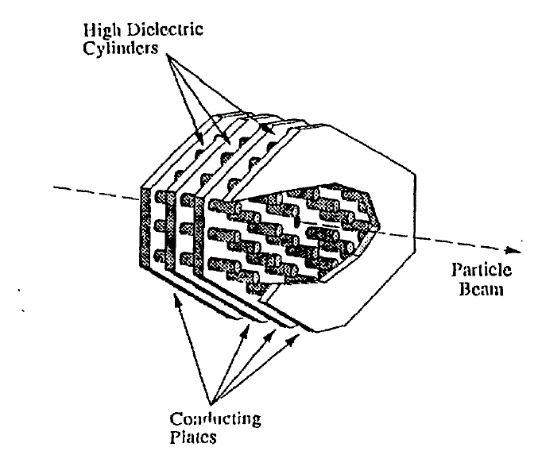 High Dielectric
Cylinders
Particle
Beam
Conducting
Plates